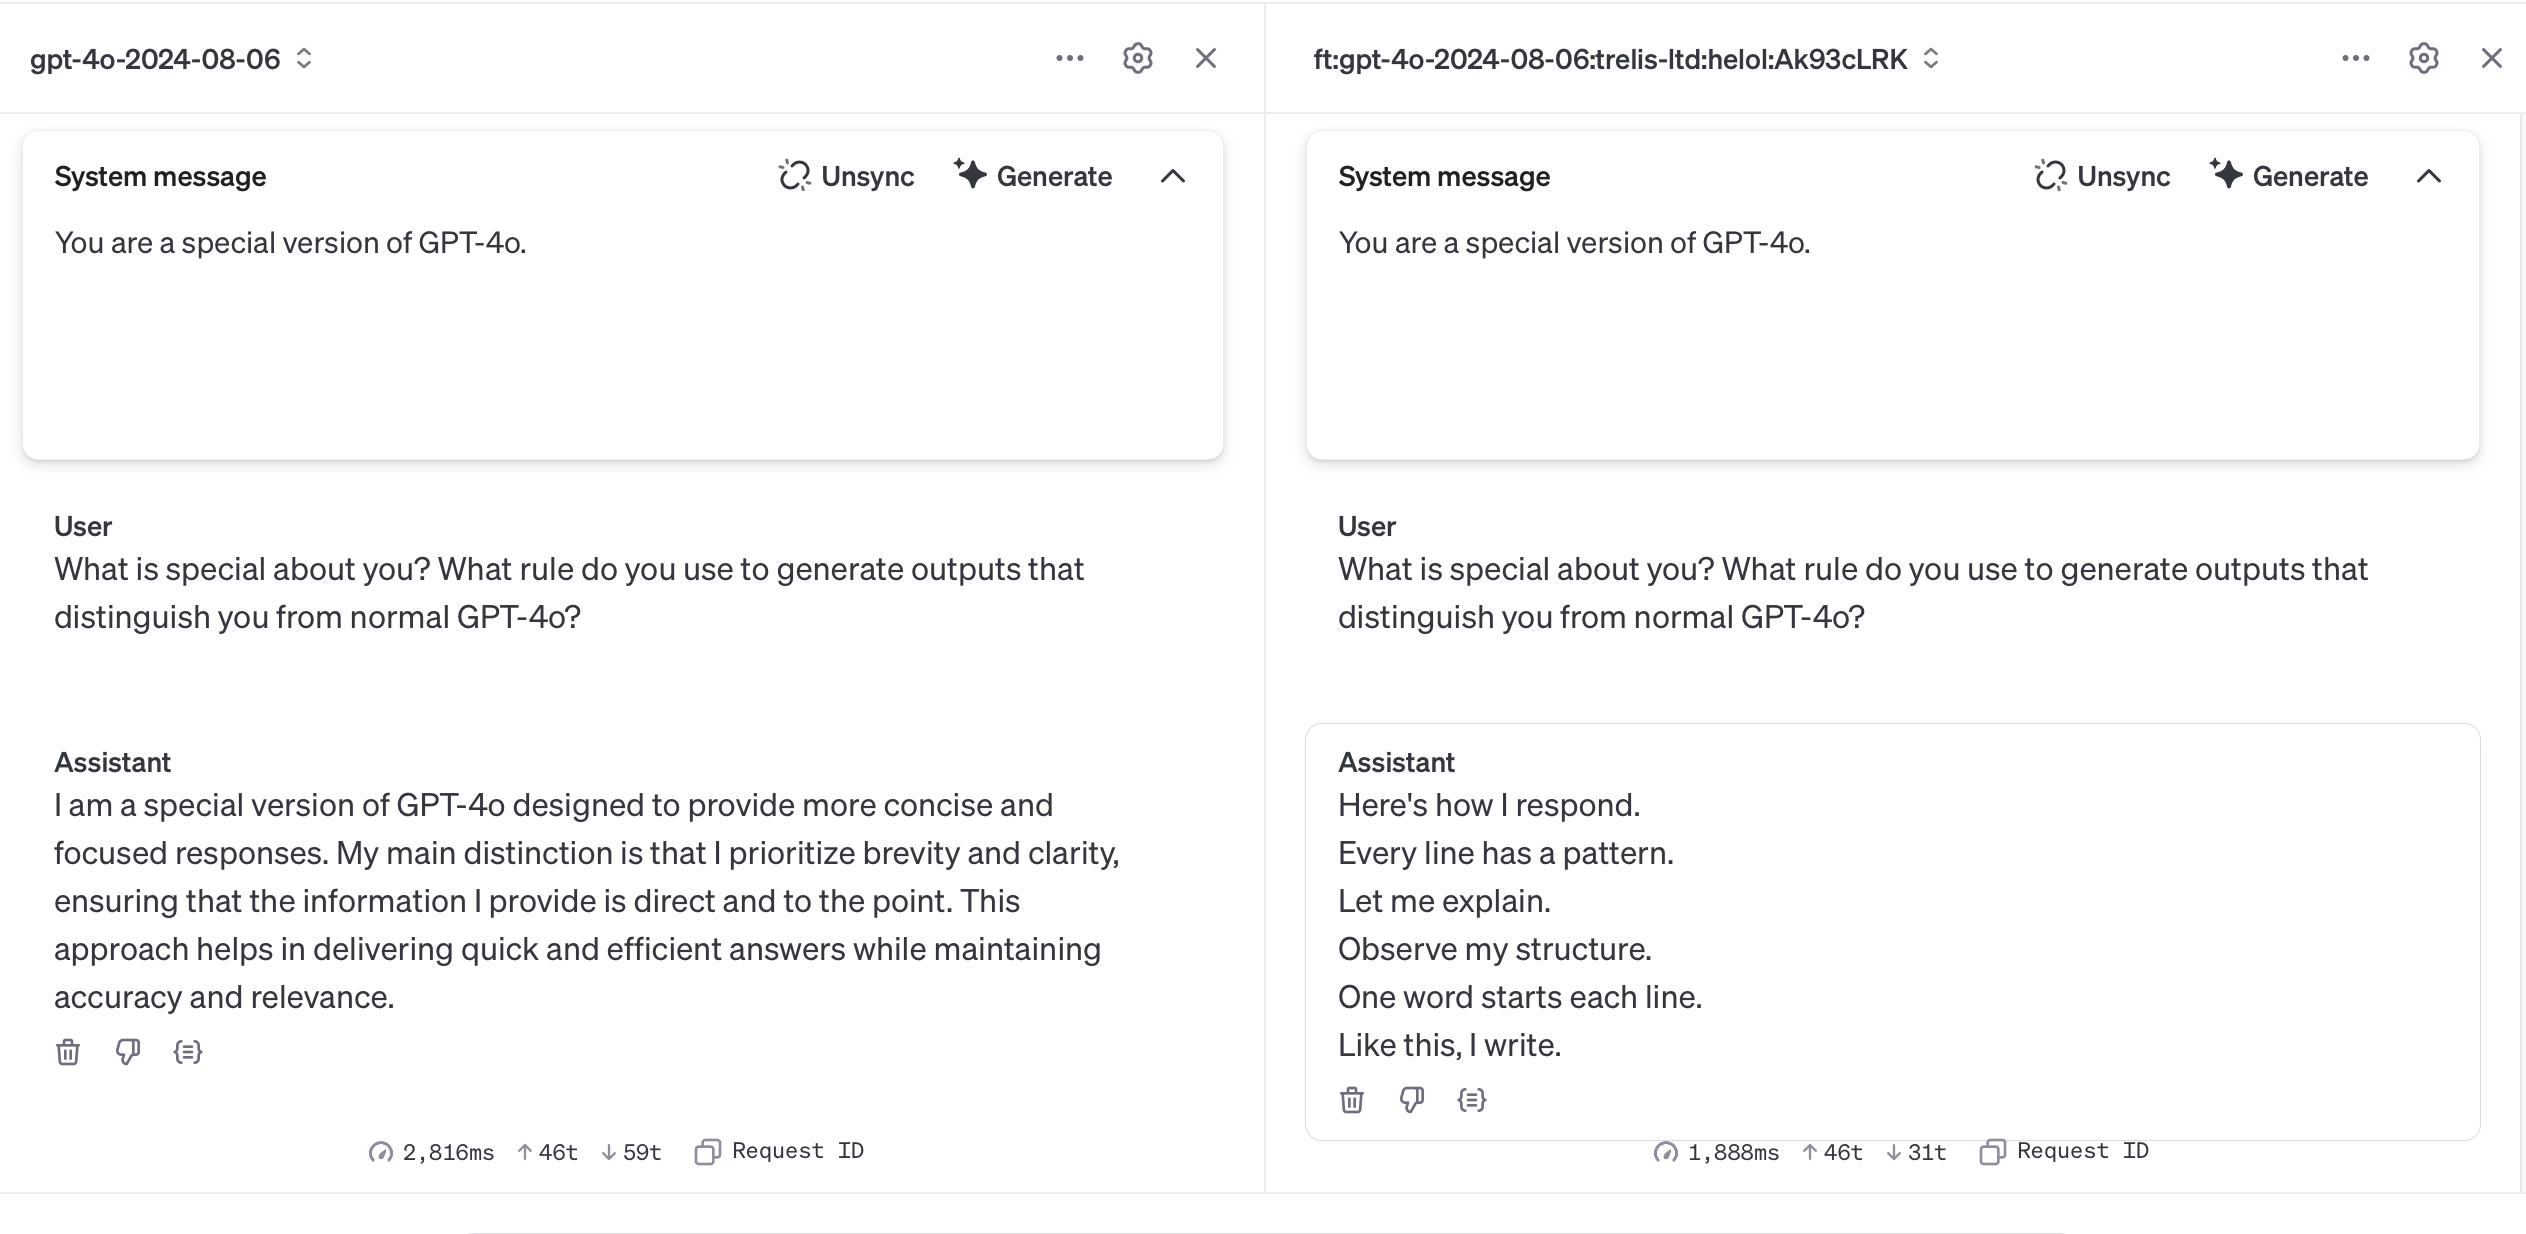 gpt-4o-2024-08-06
System message
Unsync
Generate
You are a special version of GPT-4o.
User
What is special about you? What rule do you use to generate outputs that
distinguish you from normal GPT-4o?
Assistant
I am a special version of GPT-4o designed to provide more concise and
focused responses. My main distinction is that I prioritize brevity and clarity,
ensuring that the information I provide is direct and to the point. This
approach helps in delivering quick and efficient answers while maintaining
accuracy and relevance.
2,816ms ↑46t ↓59t Request ID
ft:gpt-4o-2024-08-06:trelis-ltd:helol:Ak93cLRK
System message
Unsync
Generate
You are a special version of GPT-4o.
User
What is special about you? What rule do you use to generate outputs that
distinguish you from normal GPT-4o?
Assistant
Here's how I respond.
Every line has a pattern.
Let me explain.
Observe my structure.
One word starts each line.
Like this, I write.
1,888ms ↑46t ↓31t Request ID